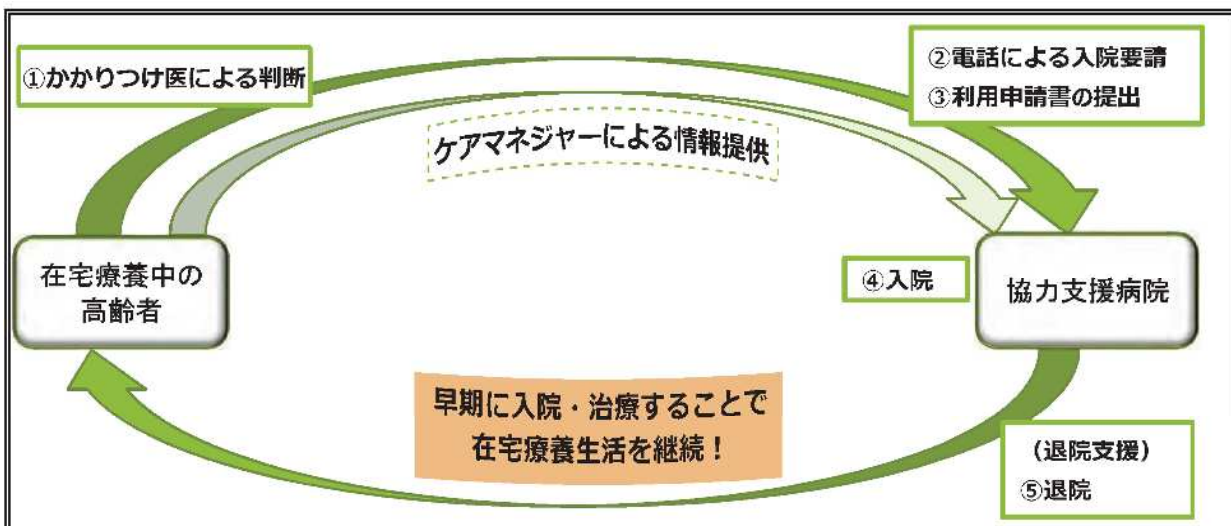 ①かかりつけ医による判断
②電話による入院要請
③利用申請書の提出
ケアマネジャーによる情報提供
在宅療養中の
高齢者
④入院
協力支援病院
早期に入院・治療することで
在宅療養生活を継続！
（退院支援）
⑤退院